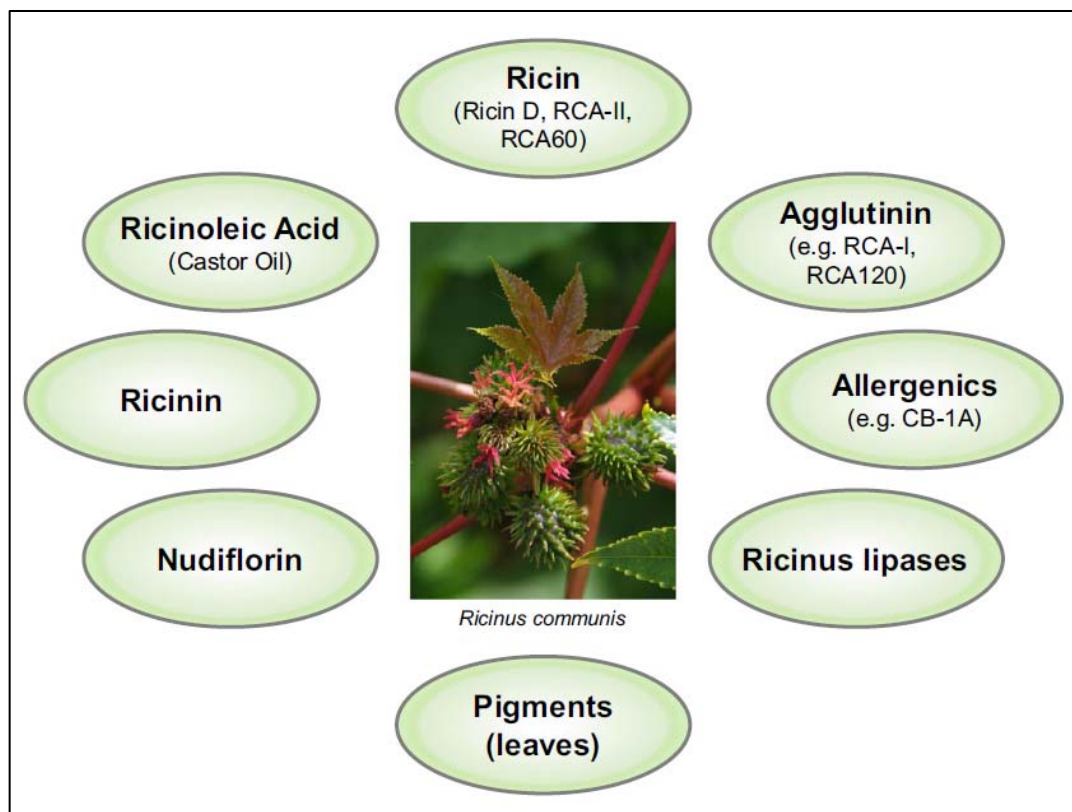 Ricin
(Ricin D, RCA-II,
RCA60)
Ricinoleic Acid
(Castor Oil)
Agglutinin
(e.g. RCA-I,
RCA120)
Ricinin
Allergenics
(e.g. CB-1A)
Nudiflorin
Ricinus lipases
Ricinus communis
Pigments
(leaves)